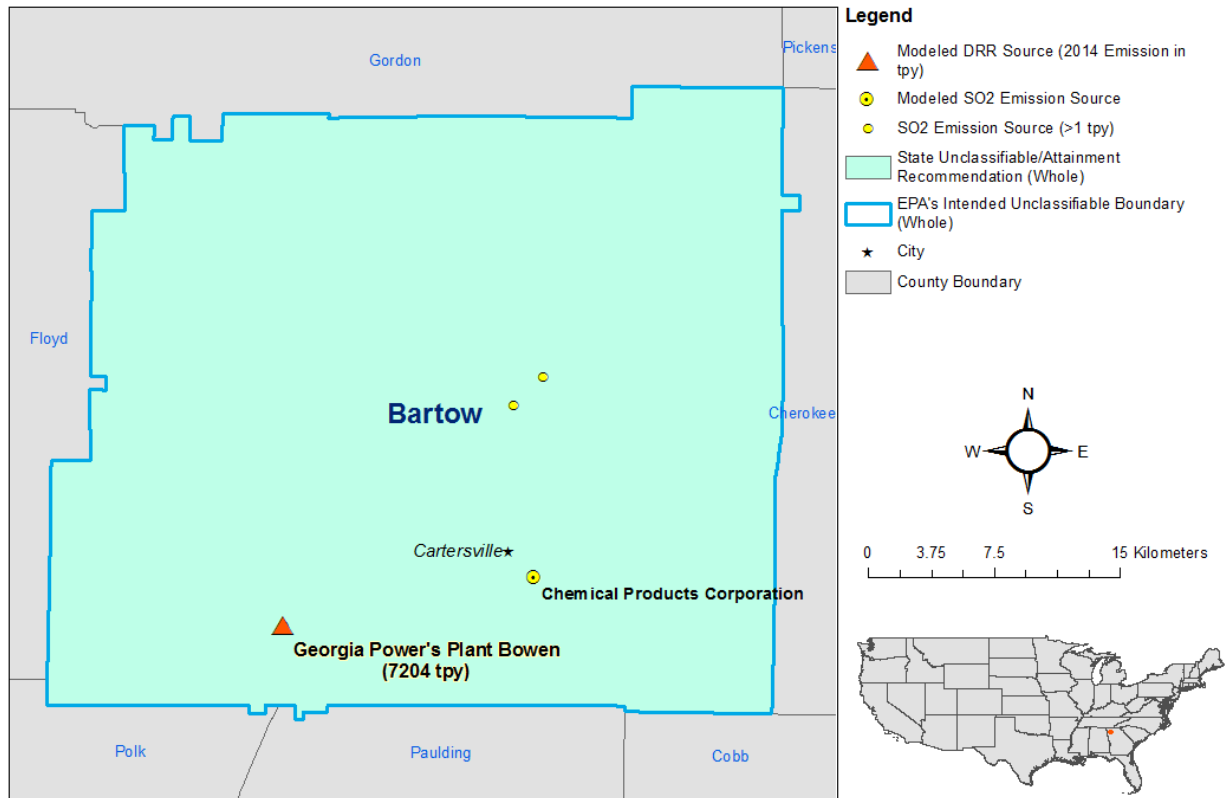 Gordon
Pickens
Floyd
Bartow
Cherokee
Cartersville
Chemical Products Corporation
Georgia Power's Plant Bowen
(7204 tpy)
Polk
Paulding
Cobb
Legend
Modeled DRR Source (2014 Emission in
tpy)
Modeled SO2 Emission Source
SO2 Emission Source (>1 tpy)
State Unclassifiable/Attainment
Recommendation (Whole)
EPA's Intended Unclassifiable Boundary
(Whole)
City
County Boundary
N
W E
S
0 3.75 7.5 15 Kilometers